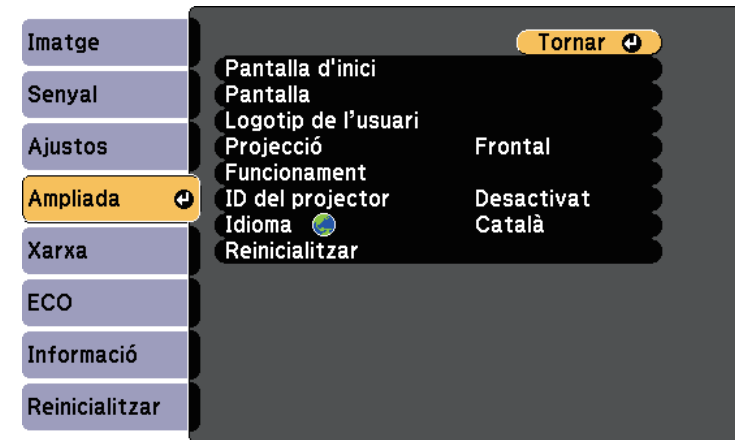 Imatge
Senyal
Ajustos
Ampliada
Xarxa
ECO
Informació
Reinicialitzar
Tornar
Pantalla d'inici
Pantalla
Logotip de l’usuari
Projecció Frontal
Funcionament
ID del projector Desactivat
Idioma Català
Reinicialitzar